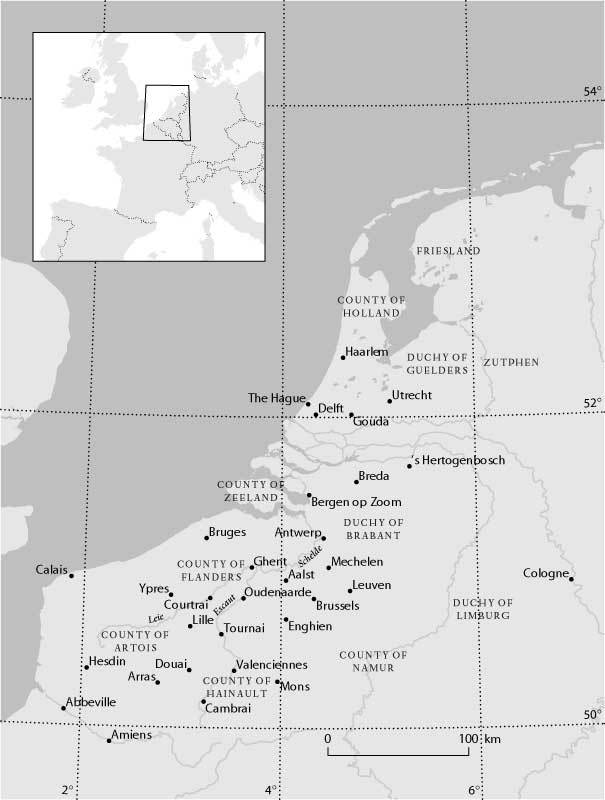 54°
FRIESLAND
COUNTY OF
HOLLAND
Haarlem
DUCHY OF
GUELDERS
ZUTPHEN
The Hague
Utrecht
52°
Delft
Gouda
's Hertogenbosch
Breda
COUNTY OF
ZEELAND
Bergen op Zoom
Bruges
Antwerp
DUCHY OF
BRABANT
Schelde
Calais
COUNTY OF
FLANDERS
Ghent
Aalst
Mechelen
Cologne
Ypres
Courtrai
Escaut
Oudenaarde
Leuven
Brussels
DUCHY OF
LIMBURG
Leie
Lille
Tournai
Enghien
COUNTY OF
ARTOIS
Hesdin
Douai
Valenciennes
COUNTY OF
NAMUR
Arras
COUNTY OF
HAINAULT
Mons
Abbeville
Cambrai
50°
Amiens
0
100 km
2°
4°
6°